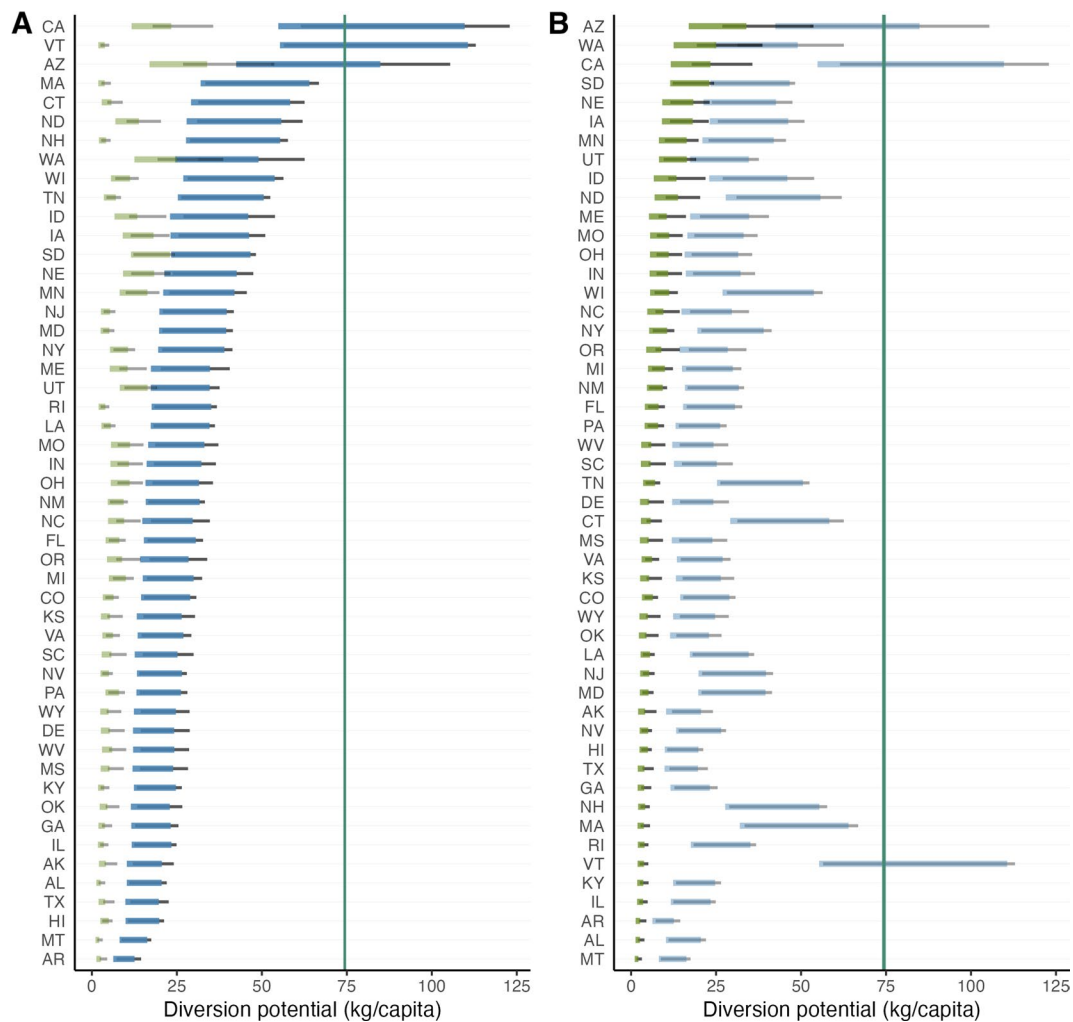 A
CA
VT
AZ
MA
CT
ND
NH
WA
WI
TN
ID
IA
SD
NE
MN
NJ
MD
NY
ME
UT
RI
LA
MO
IN
OH
NM
NC
FL
OR
MI
CO
KS
VA
SC
NV
PA
WY
DE
WV
MS
KY
OK
GA
IL
AK
AL
TX
HI
MT
AR
0 25 50 75 100 125
Diversion potential (kg/capita)
B
AZ
WA
CA
SD
NE
IA
MN
UT
ID
ND
ME
MO
OH
IN
WI
NC
NY
OR
MI
NM
FL
PA
WV
SC
TN
DE
CT
MS
VA
KS
CO
WY
OK
LA
NJ
MD
AK
NV
HI
TX
GA
NH
MA
RI
VT
KY
IL
AR
AL
MT
0 25 50 75 100 125
Diversion potential (kg/capita)